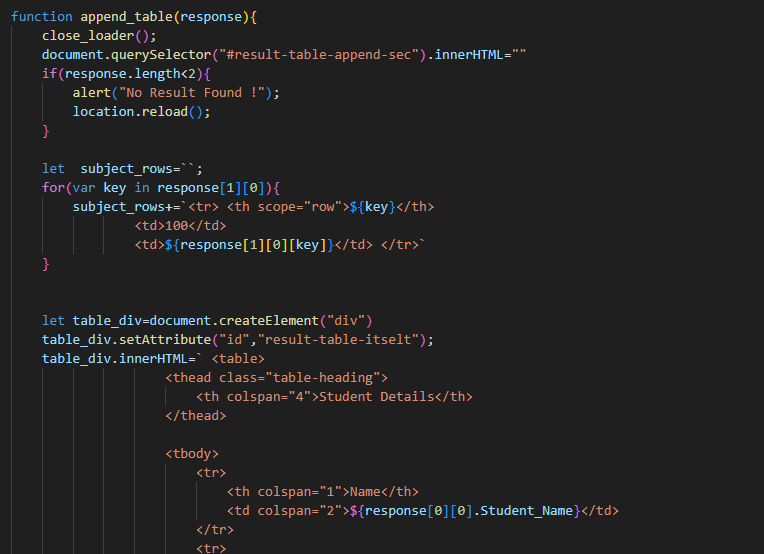 function append_table(response){
close_loader();
document.querySelector("#result-table-append-sec").innerHTML=""
if(response.length<2){
alert("No Result Found !");
location.reload();
}
let  subject_rows=``;
for(var key in response[1][0]){
subject_rows+=`<tr> <th scope="row">${key}</th>
<td>100</td>
<td>${response[1][0][key]}</td> </tr>`
}
let table_div=document.createElement("div")
table_div.setAttribute("id","result-table-itselt");
table_div.innerHTML=` <table>
<thead class="table-heading">
<th colspan="4">Student Details</th>
</thead>
<tbody>
<tr>
<th colspan="1">Name</th>
<td colspan="2">${response[0][0].Student_Name}</td>
</tr>
<tr>